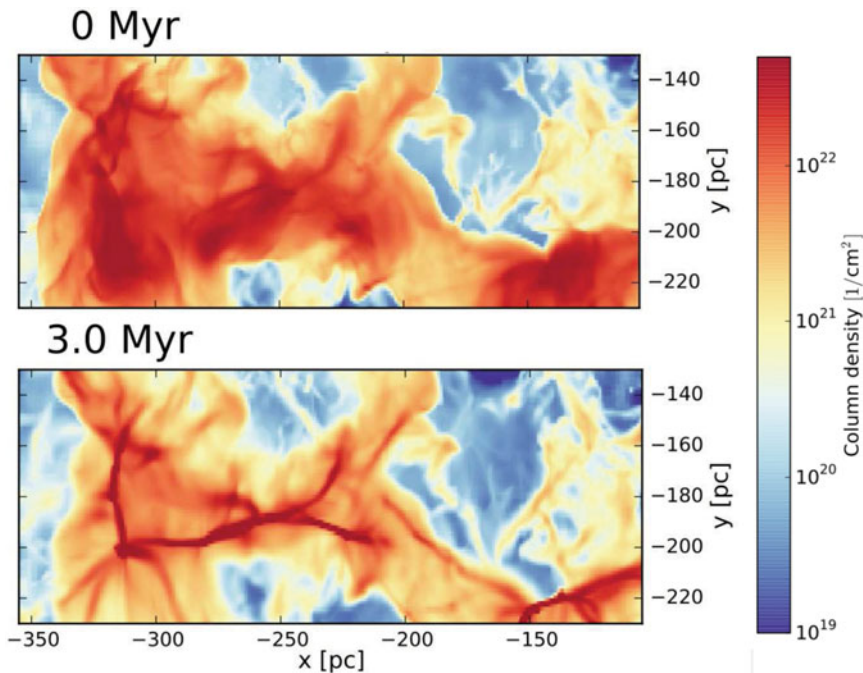 0 Myr
−140
−160
−180
−200
−220
y [pc]
3.0 Myr
−140
−160
−180
−200
−220
y [pc]
−350 −300 −250 −200 −150
x [pc]
10²²
10²¹
10²⁰
10¹⁹
Column density [1/cm²]